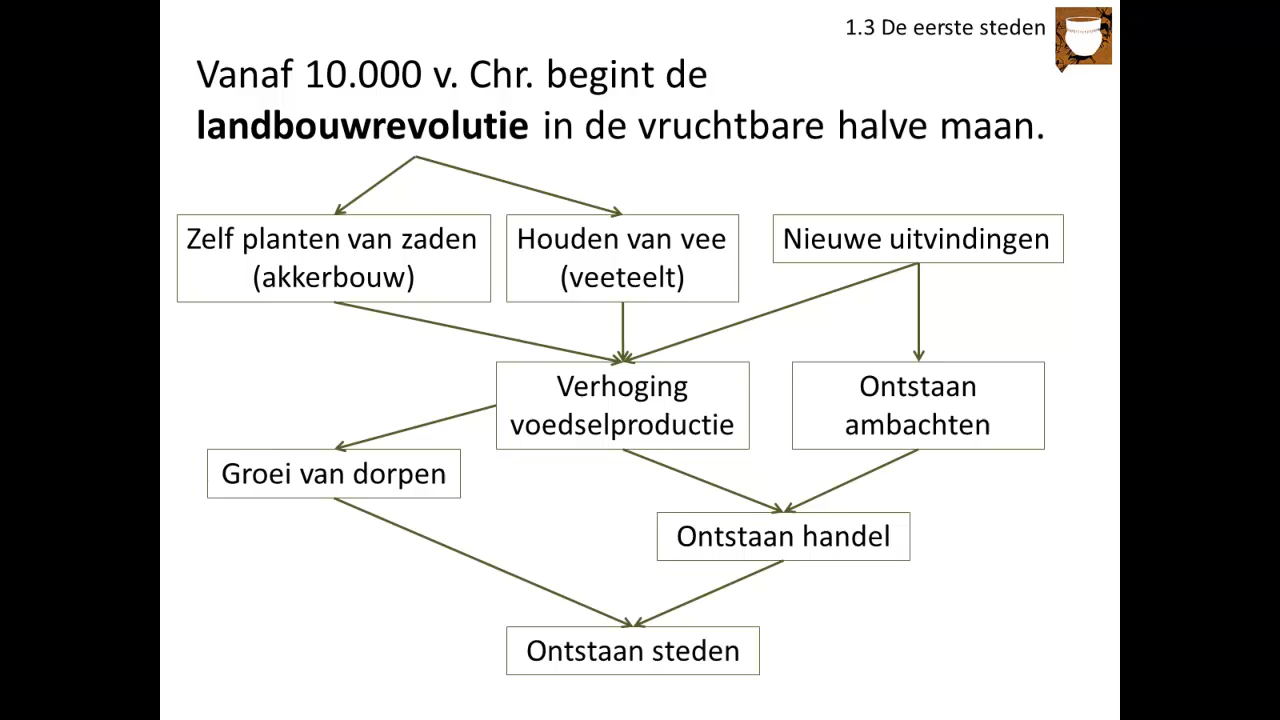 1.3 De eerste steden
Vanaf 10.000 v. Chr. begint de
landbouwrevolutie in de vruchtbare halve maan.
Zelf planten van zaden
(akkerbouw)
Houden van vee
(veeteelt)
Nieuwe uitvindingen
Verhoging
voedselproductie
Ontstaan
ambachten
Groei van dorpen
Ontstaan handel
Ontstaan steden